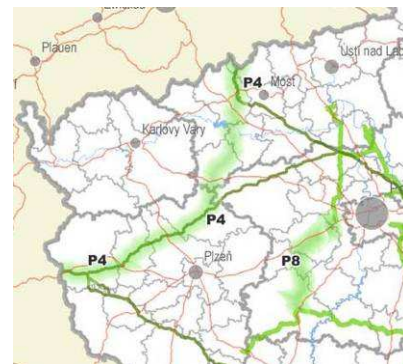 Plauen
P4
Most
Ústí nad Lab
Karlovy Vary
P4
P4
Plzeň
P8